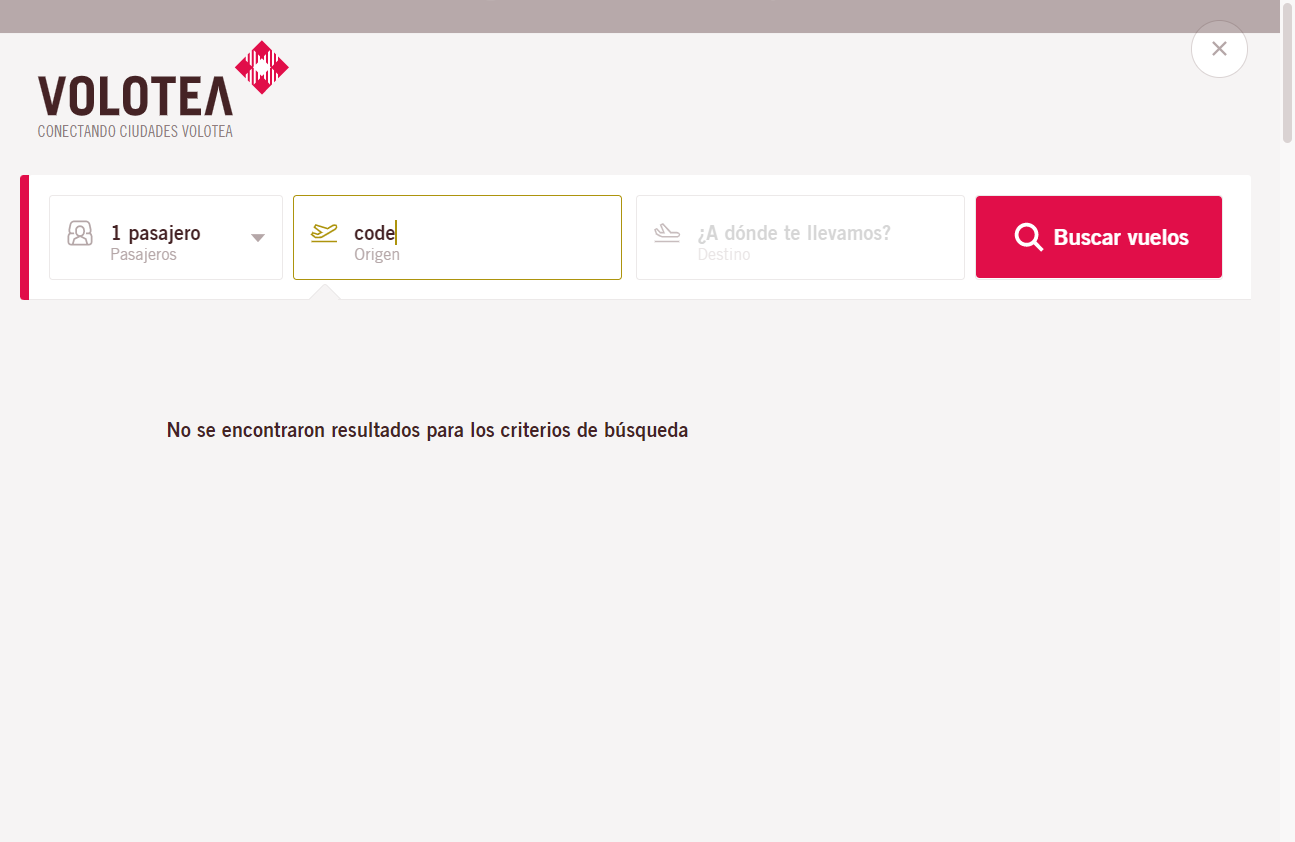 VOLOTEA
CONECTANDO CIUDADES VOLOTEA
1 pasajero
Pasajeros
code
Origen
¿A dónde te llevamos?
Destino
Buscar vuelos
No se encontraron resultados para los criterios de búsqueda